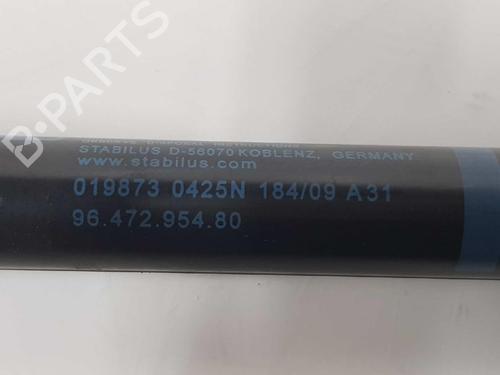 B-PARTS
STABILUS D-56070 KOBLENZ, GERMANY
www.stabilus.com
019873 0425N 184/09 A31
96.472.954.80